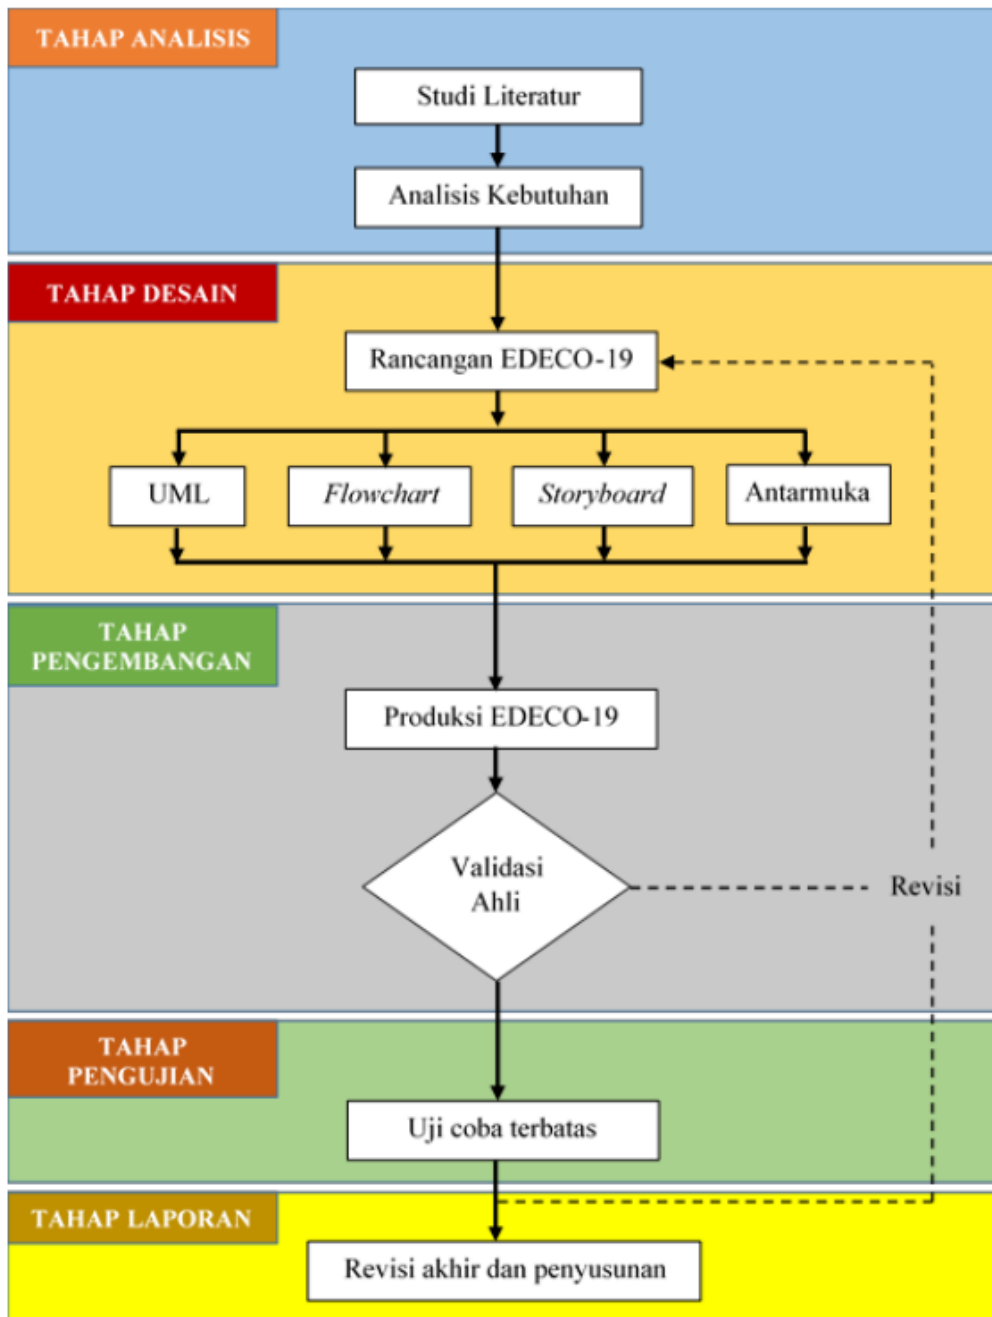 TAHAP ANALISIS
Studi Literatur
Analisis Kebutuhan
TAHAP DESAIN
Rancangan EDECO-19
UML
Flowchart
Storyboard
Antarmuka
TAHAP
PENGEMBANGAN
Produksi EDECO-19
Validasi
Ahli
Revisi
TAHAP
PENGUJIAN
Uji coba terbatas
TAHAP LAPORAN
Revisi akhir dan penyusunan